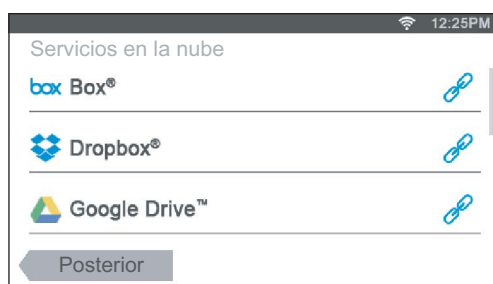 12:25PM
Servicios en la nube
box Box®
Dropbox®
Google Drive™
Posterior